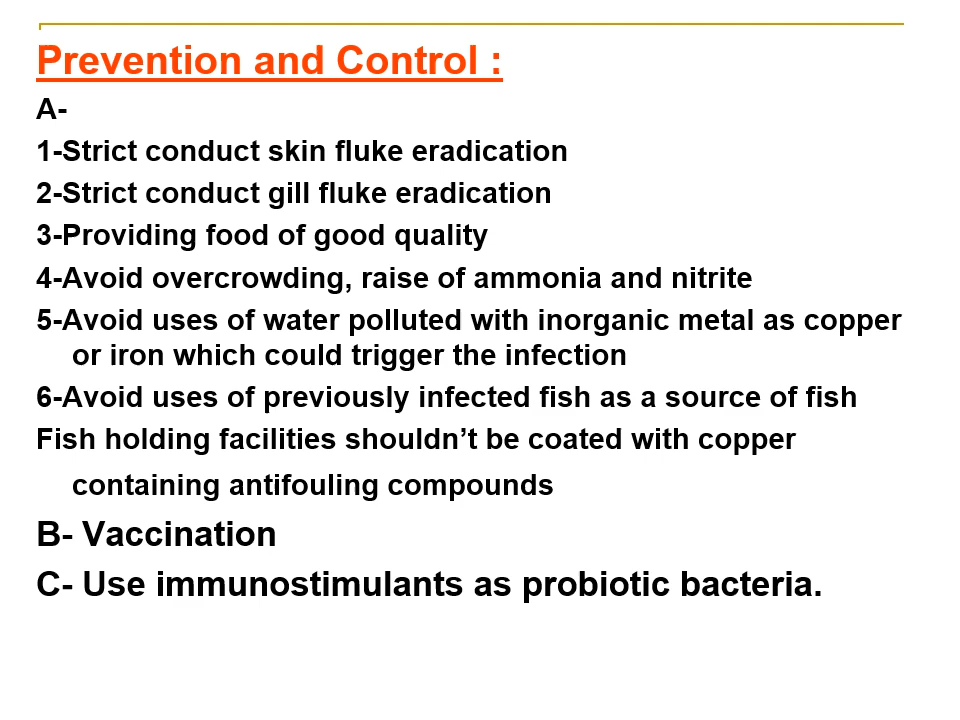 Prevention and Control :
A-
1-Strict conduct skin fluke eradication
2-Strict conduct gill fluke eradication
3-Providing food of good quality
4-Avoid overcrowding, raise of ammonia and nitrite
5-Avoid uses of water polluted with inorganic metal as copper
or iron which could trigger the infection
6-Avoid uses of previously infected fish as a source of fish
Fish holding facilities shouldn’t be coated with copper
containing antifouling compounds
B- Vaccination
C- Use immunostimulants as probiotic bacteria.